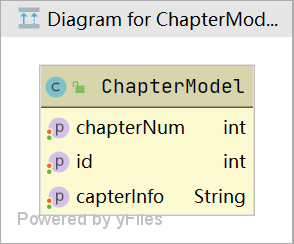 Diagram for ChapterMod...
C ChapterModel
p chapterNum int
p id int
p capterInfo String
Powered by yFiles